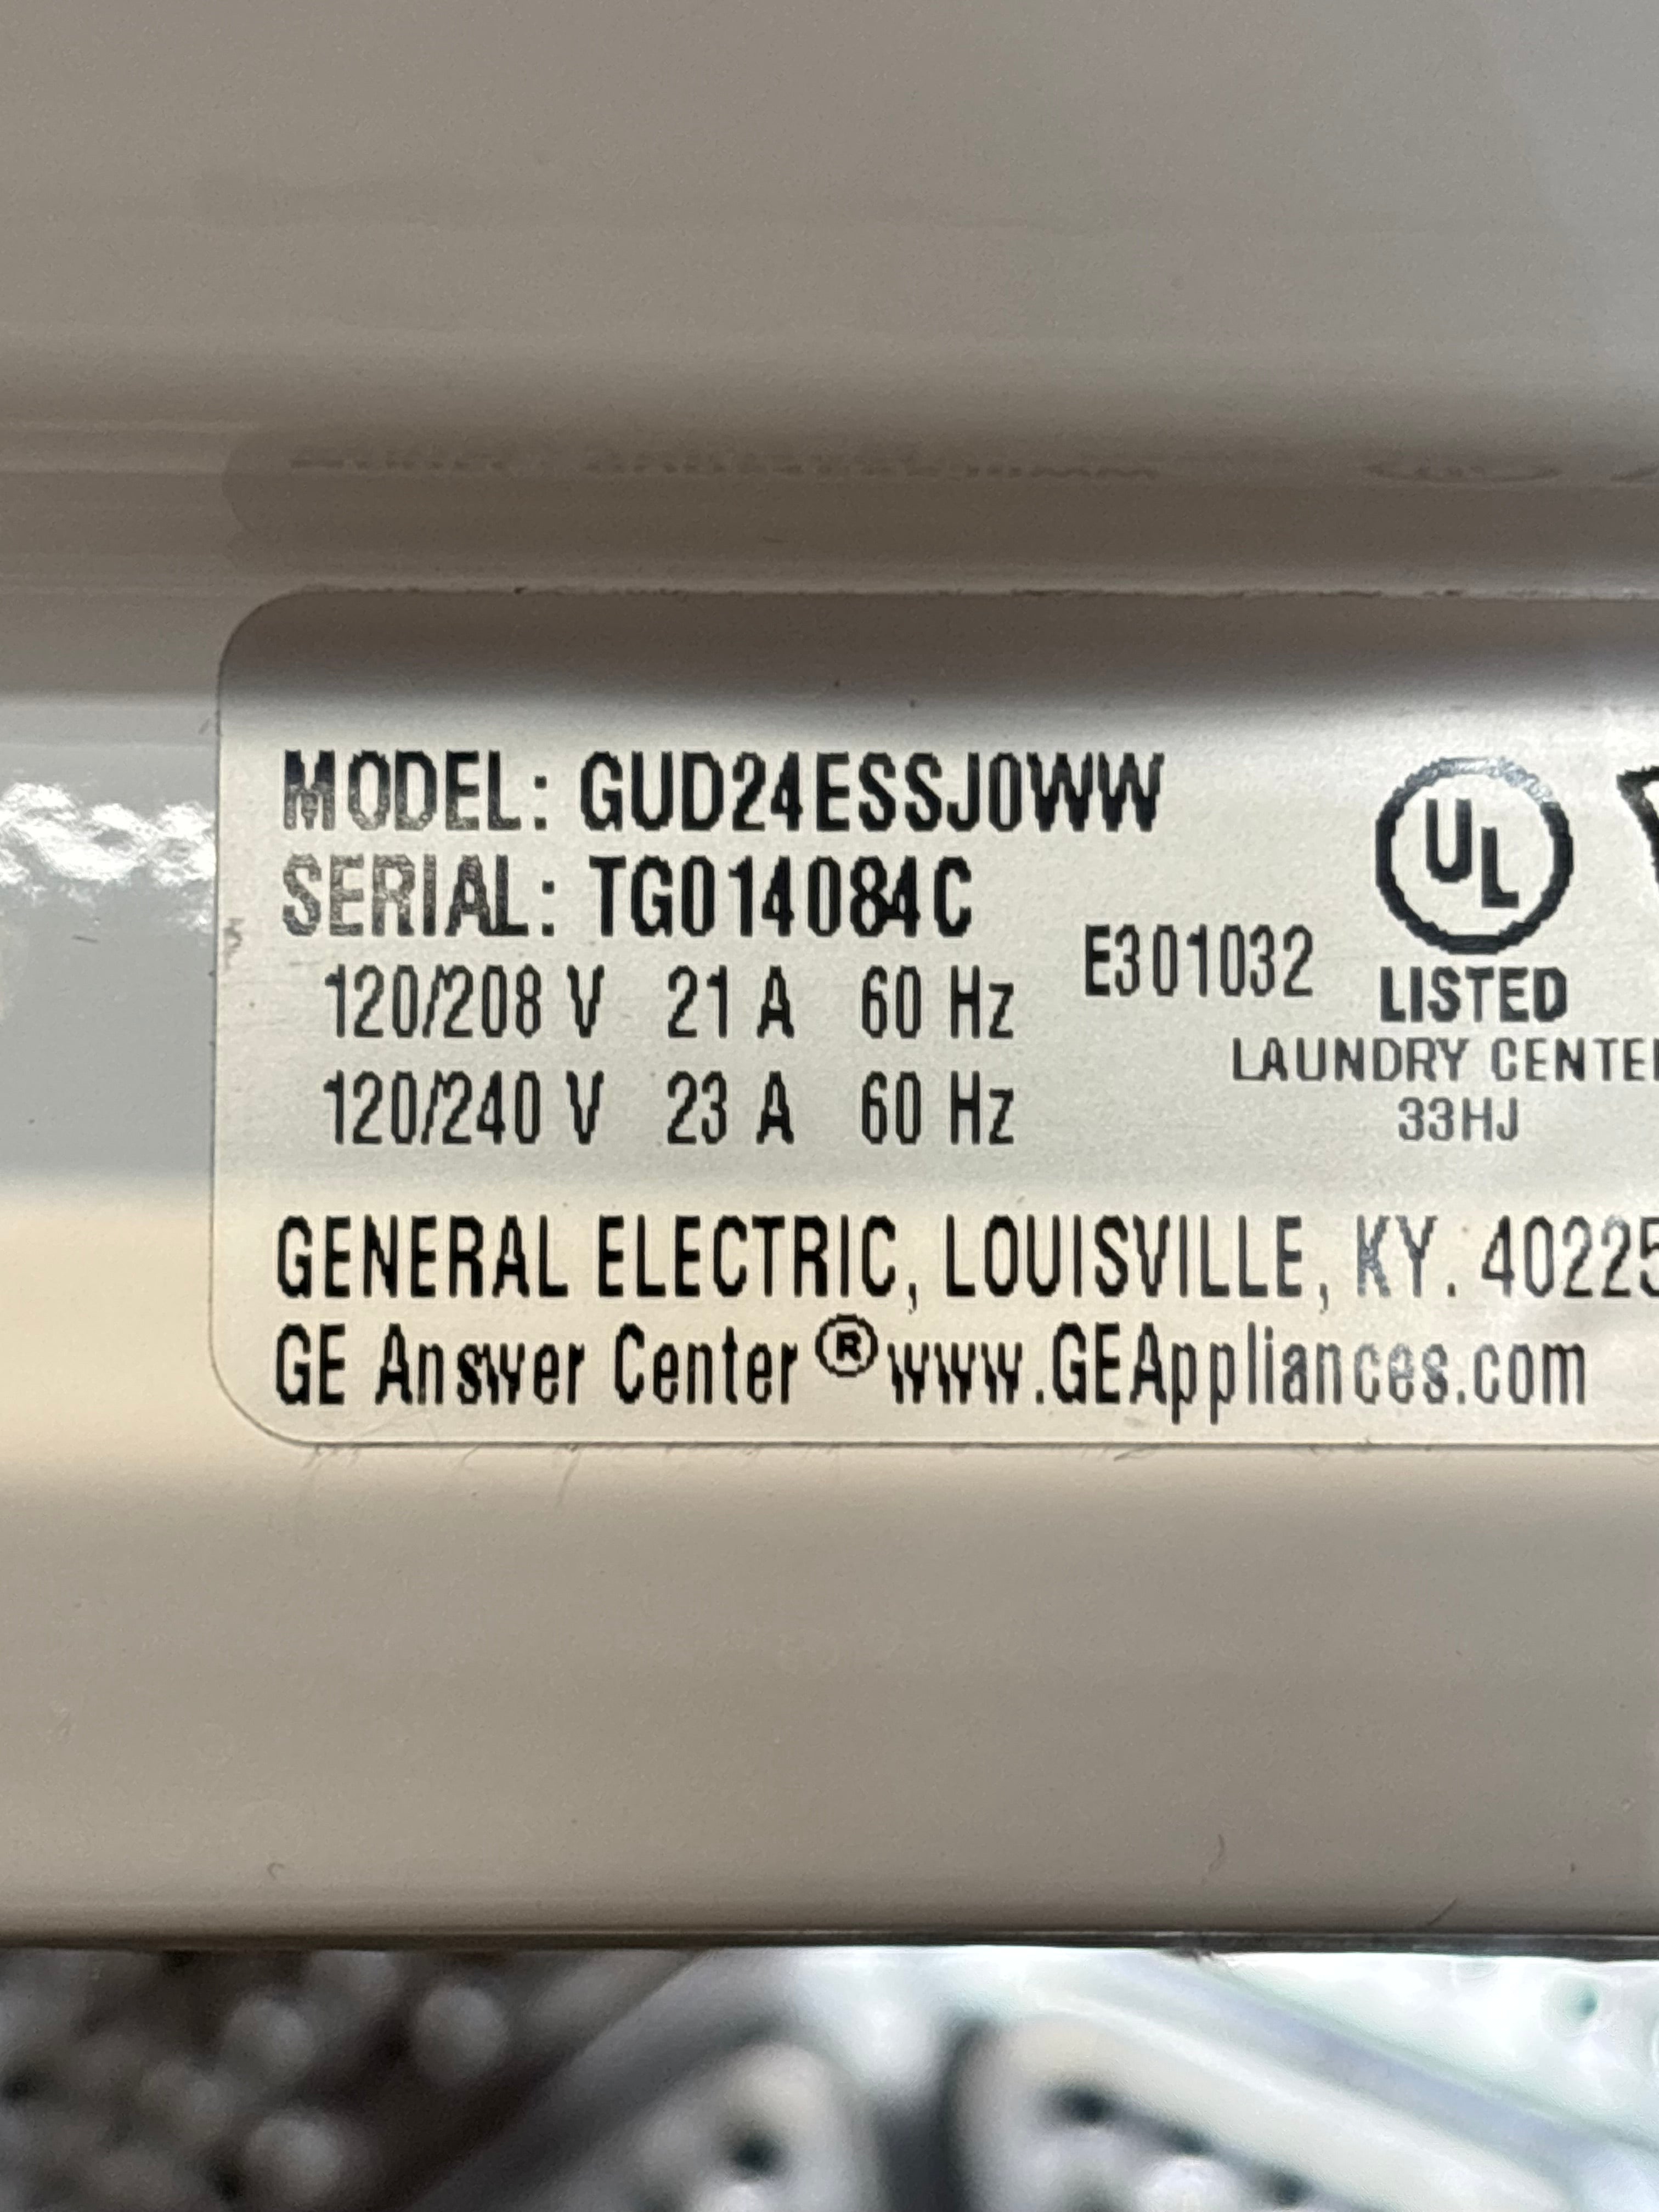 MODEL: GUD24ESSJ0WW
SERIAL: TG014084C
120/208 V 21 A 60 Hz
120/240 V 23 A 60 Hz
E301032
UL
LISTED
LAUNDRY CENTER
33HJ
GENERAL ELECTRIC, LOUISVILLE, KY. 40225
GE Answer Center ® www.GEAppliances.com